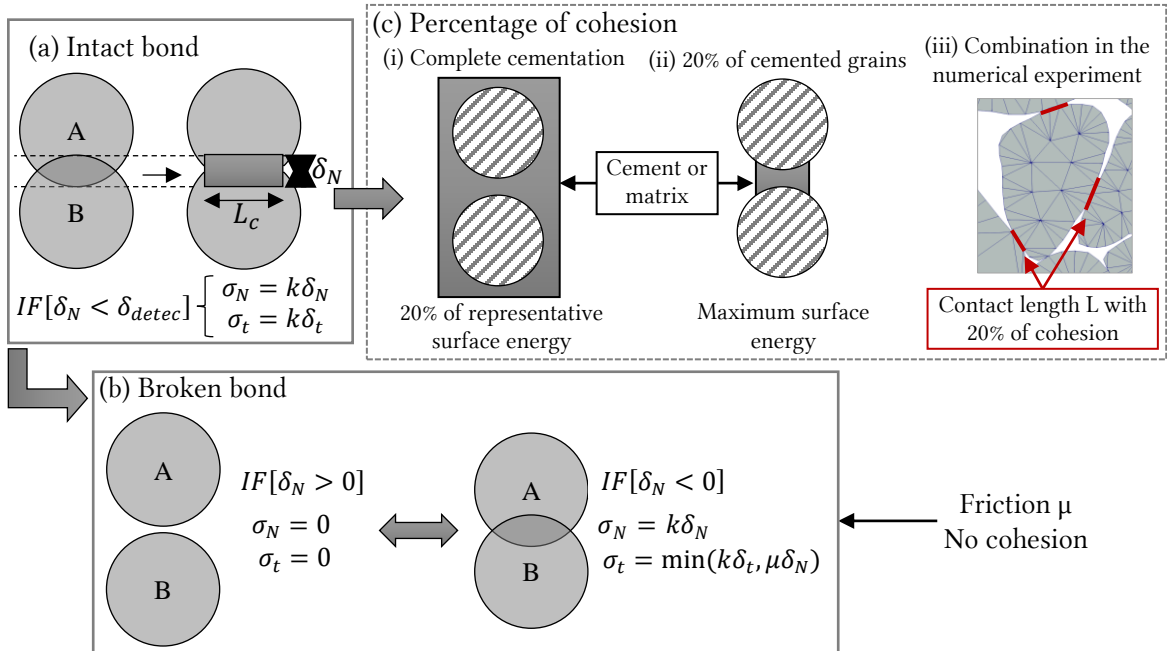 (a) Intact bond
A
B
δ_N
L_c
IF[δ_N < δ_detec]
σ_N = kδ_N
σ_t = kδ_t
(c) Percentage of cohesion
(i) Complete cementation
20% of representative
surface energy
(ii) 20% of cemented grains
Cement or
matrix
Maximum surface
energy
(iii) Combination in the
numerical experiment
Contact length L with
20% of cohesion
(b) Broken bond
A
B
IF[δ_N > 0]
σ_N = 0
σ_t = 0
A
B
IF[δ_N < 0]
σ_N = kδ_N
σ_t = min(kδ_t, μδ_N)
Friction μ
No cohesion